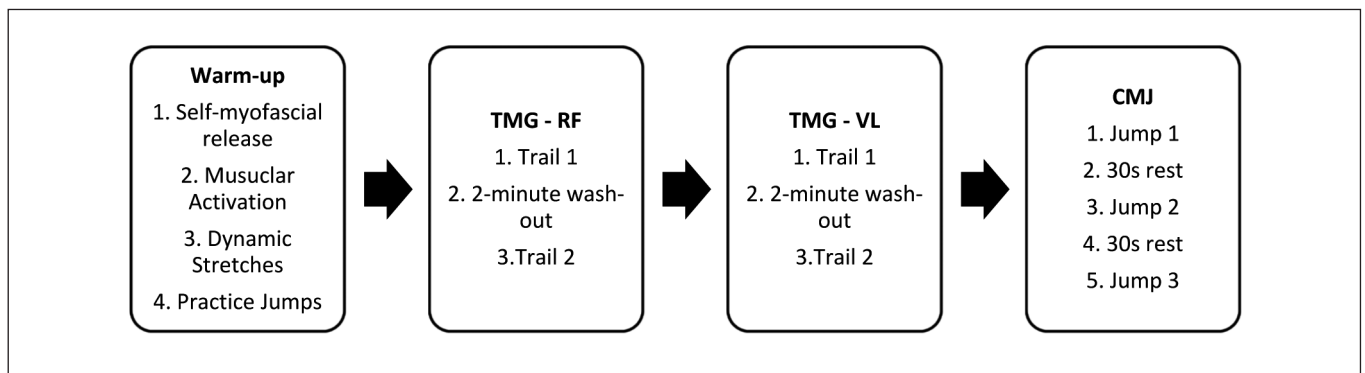 Warm-up
1. Self-myofascial
release
2. Musuclar
Activation
3. Dynamic
Stretches
4. Practice Jumps
TMG - RF
1. Trail 1
2. 2-minute wash-
out
3.Trail 2
TMG - VL
1. Trail 1
2. 2-minute wash-
out
3.Trail 2
CMJ
1. Jump 1
2. 30s rest
3. Jump 2
4. 30s rest
5. Jump 3